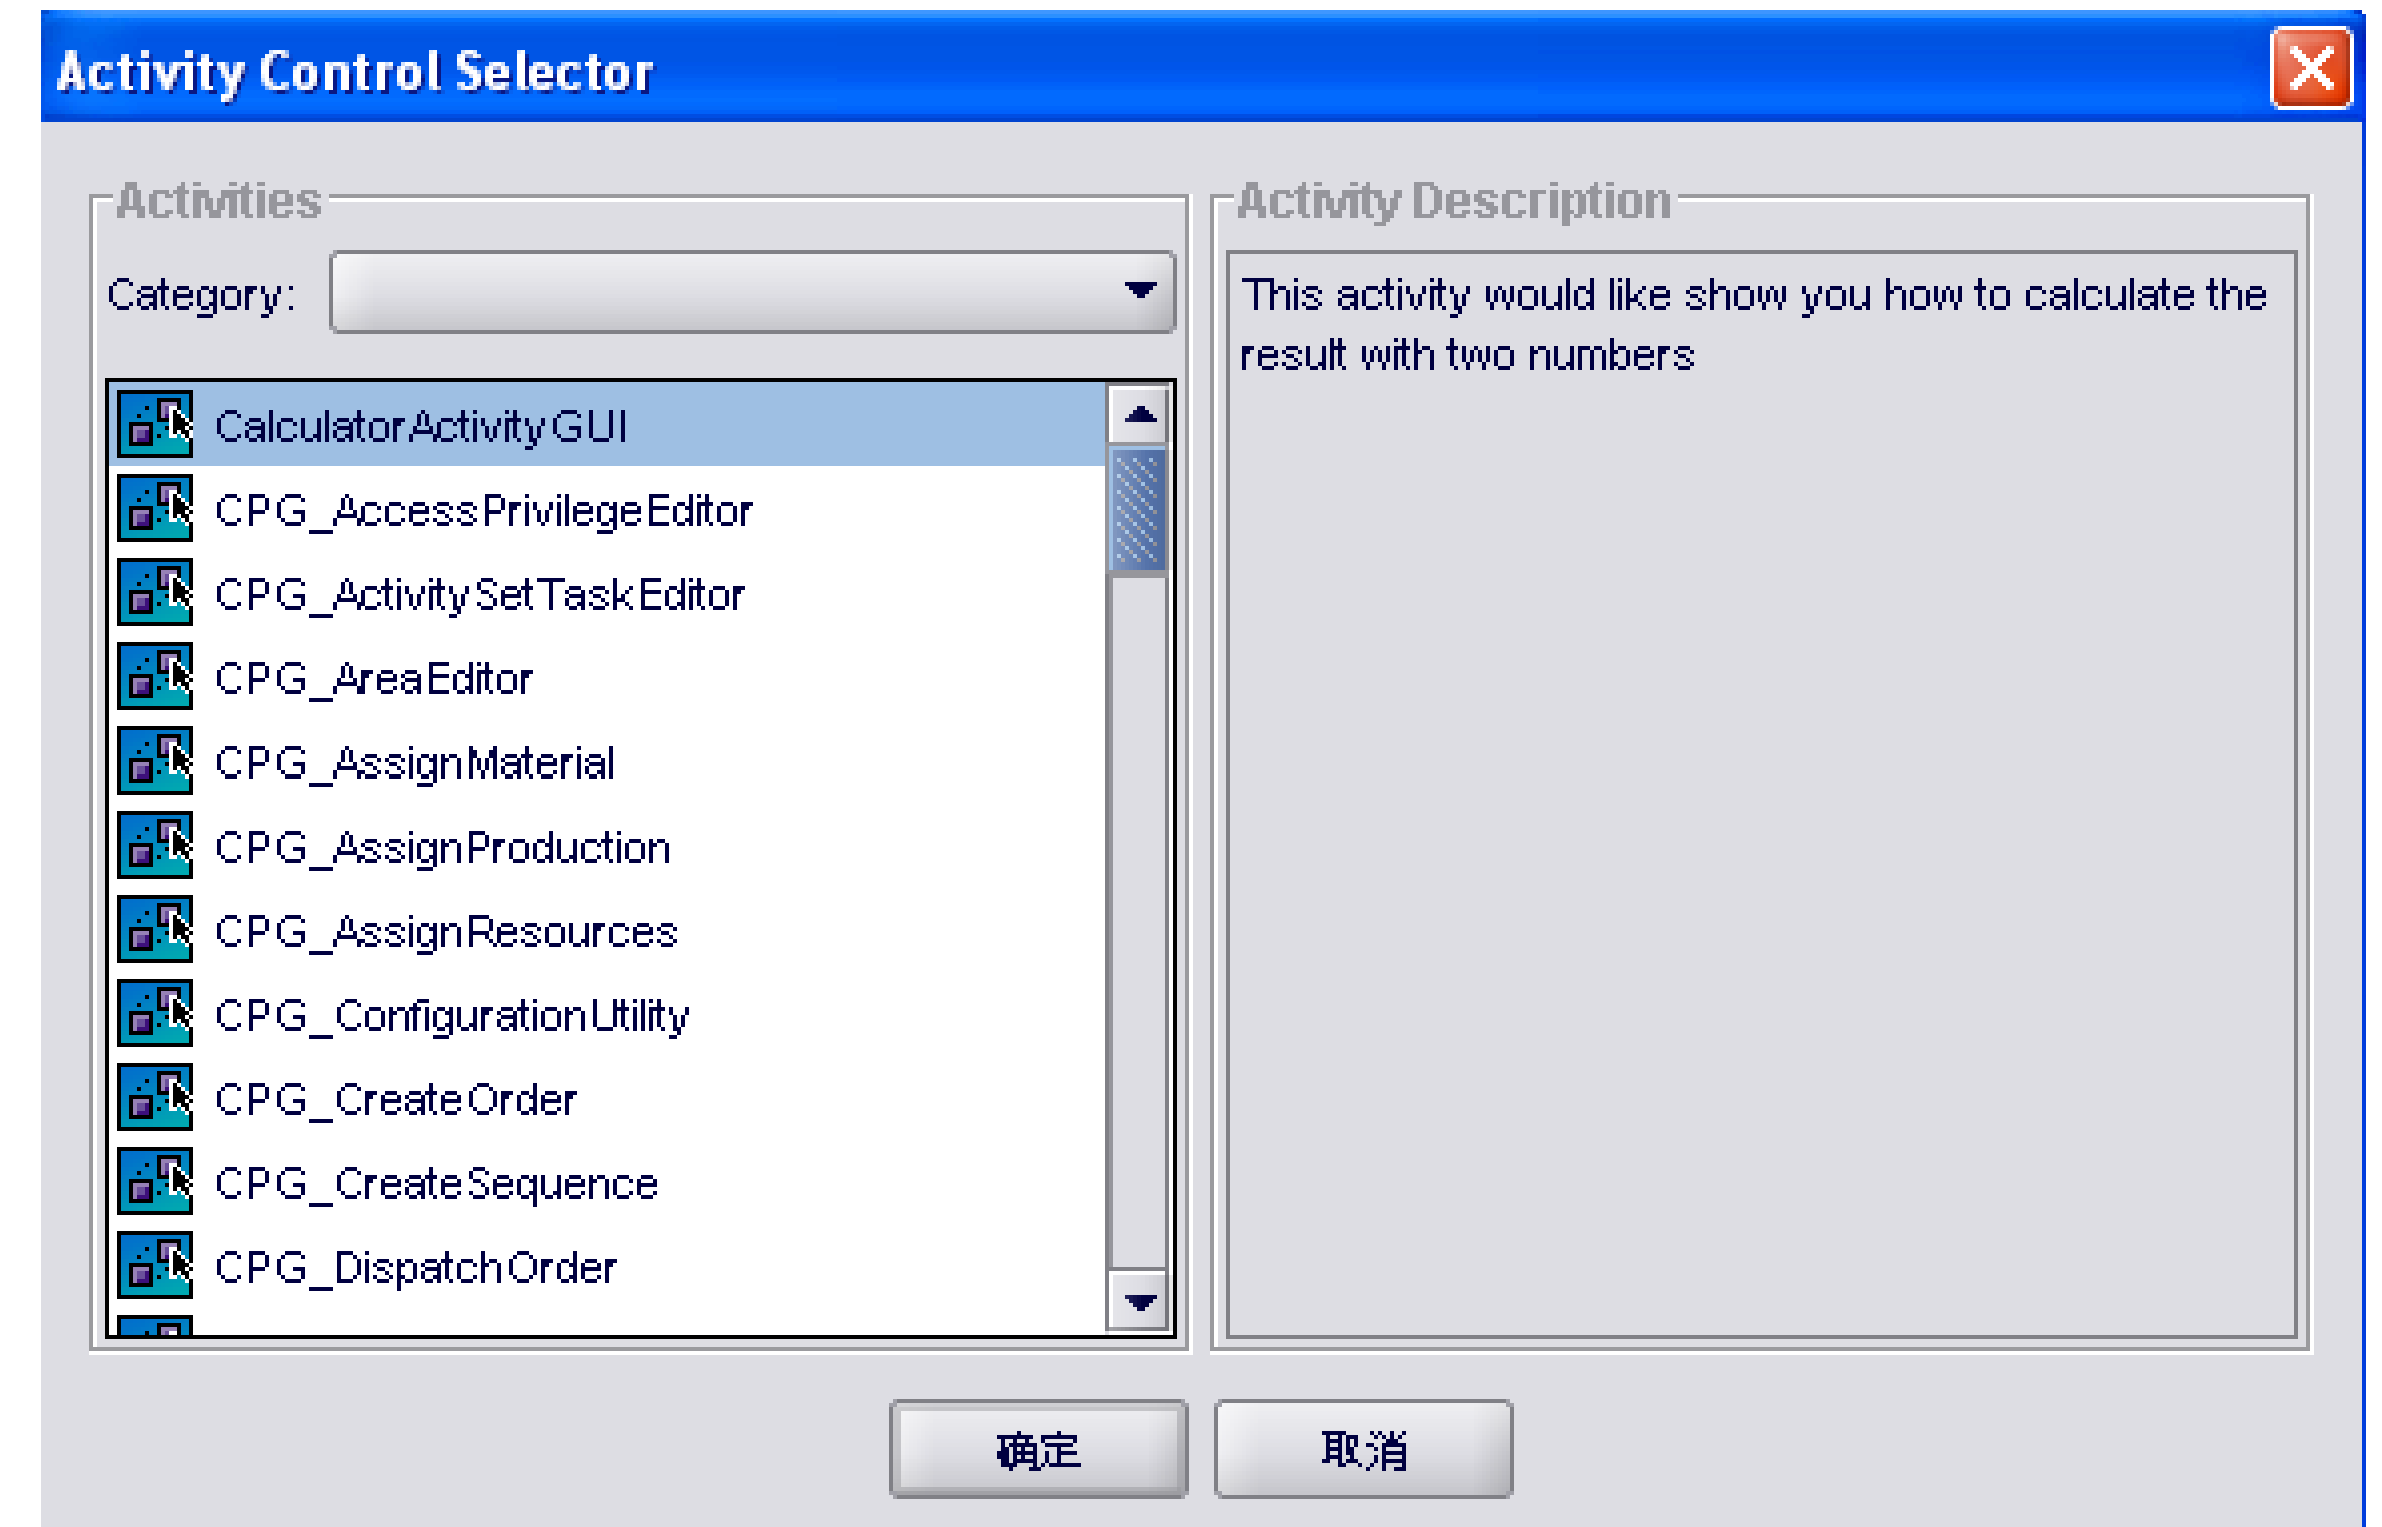 Activity Control Selector
Activities
Category:
CalculatorActivityGUI
CPG_AccessPrivilegeEditor
CPG_ActivitySetTaskEditor
CPG_AreaEditor
CPG_AssignMaterial
CPG_AssignProduction
CPG_AssignResources
CPG_ConfigurationUtility
CPG_CreateOrder
CPG_CreateSequence
CPG_DispatchOrder
Activity Description
This activity would like show you how to calculate the
result with two numbers
确定
取消